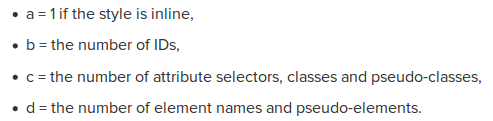 • a = 1 if the style is inline,
• b = the number of IDs,
• c = the number of attribute selectors, classes and pseudo-classes,
• d = the number of element names and pseudo-elements.